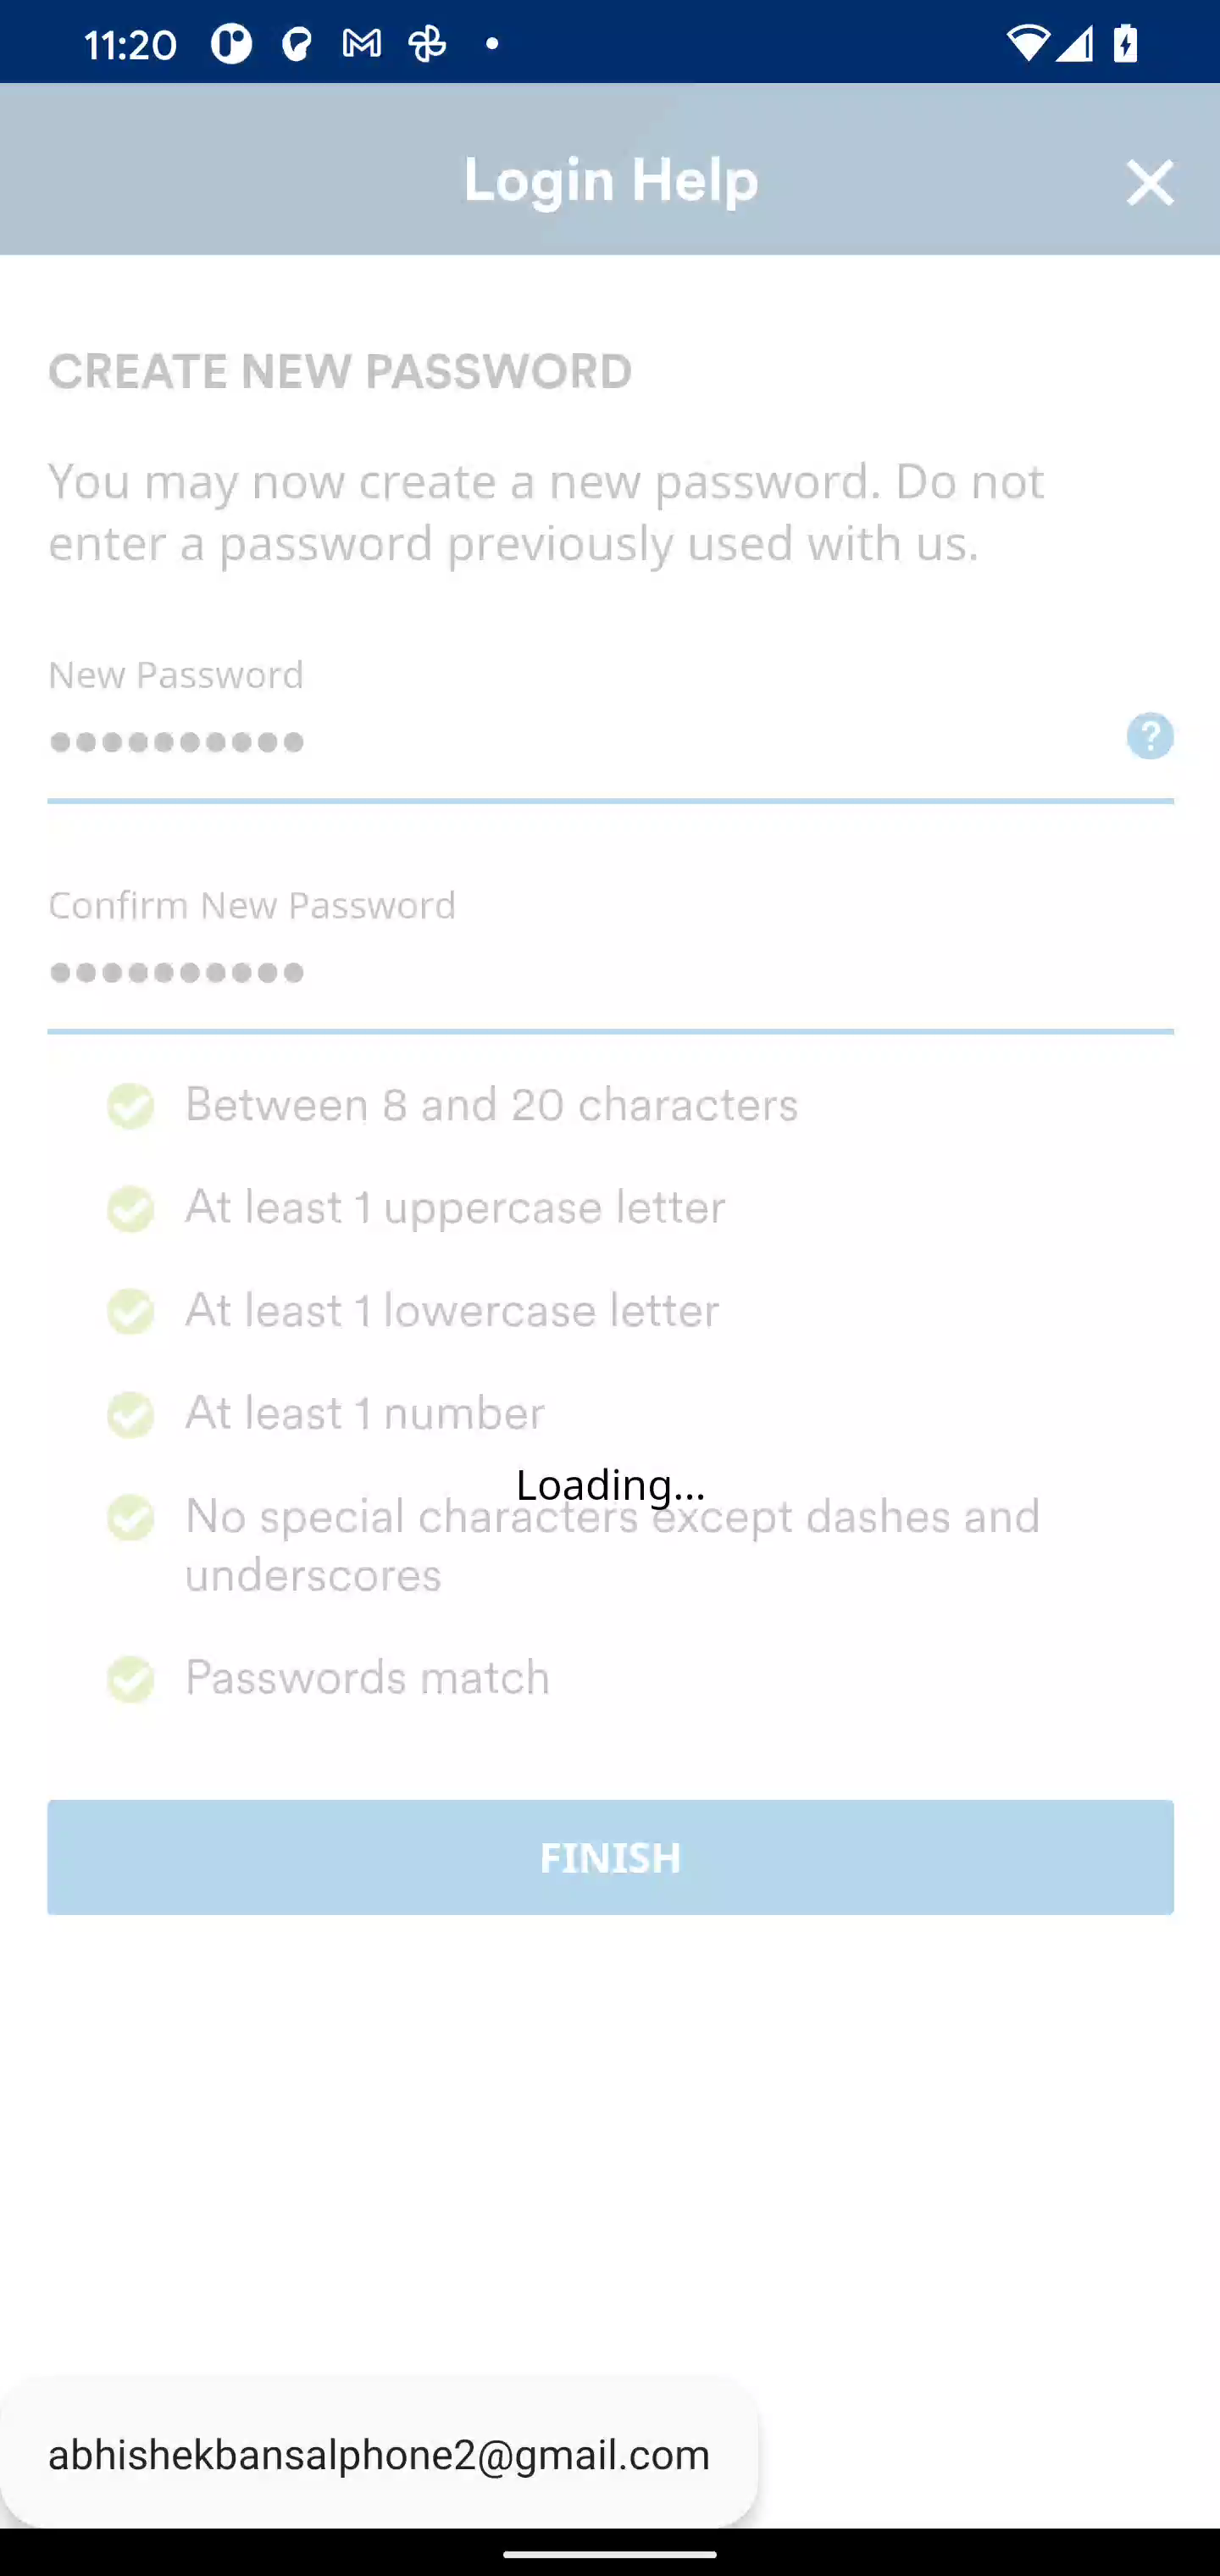 11:20
Login Help
CREATE NEW PASSWORD
You may now create a new password. Do not
enter a password previously used with us.
New Password
••••••••••
?
Confirm New Password
••••••••••
Between 8 and 20 characters
At least 1 uppercase letter
At least 1 lowercase letter
At least 1 number
Loading...
No special characters except dashes and
underscores
Passwords match
FINISH
abhishekbansalphone2@gmail.com